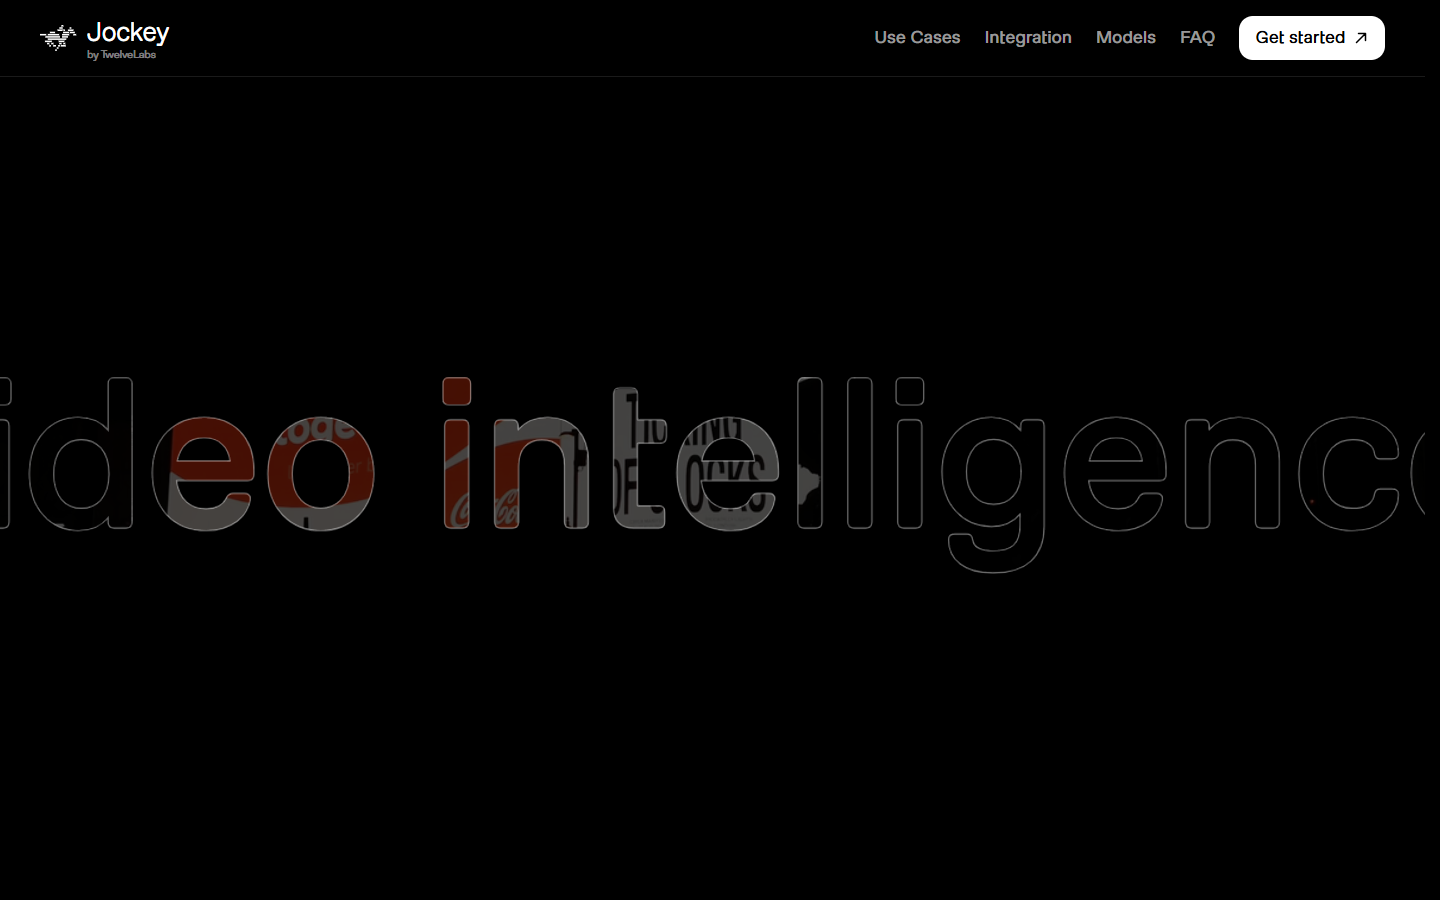 Jockey
by TwelveLabs
Use Cases
Integration
Models
FAQ
Get started
ideo intelligenc